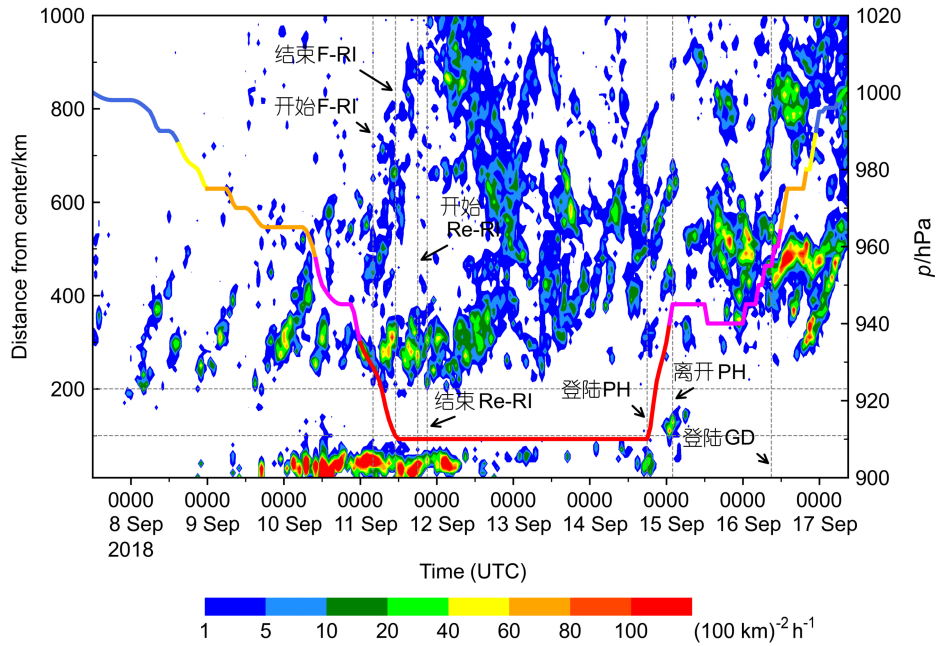 1000
800
600
400
200
Distance from center/km
1020
1000
980
960
940
920
900
p/hPa
结束F-RI
开始F-RI
开始
Re-RI
结束Re-RI
登陆PH
离开PH
登陆GD
0000 0000 0000 0000 0000 0000 0000 0000 0000 0000
8 Sep 9 Sep 10 Sep 11 Sep 12 Sep 13 Sep 14 Sep 15 Sep 16 Sep 17 Sep
2018
Time (UTC)
1 5 10 20 40 60 80 100 (100 km)⁻² h⁻¹